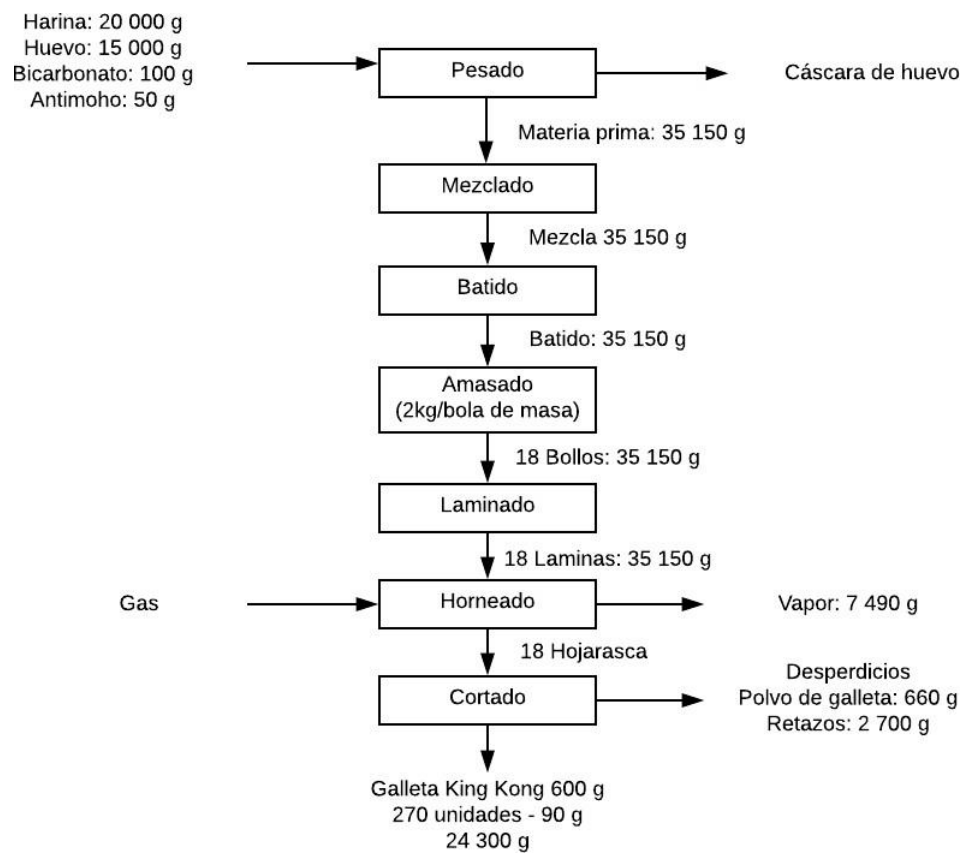 Harina: 20 000 g
Huevo: 15 000 g
Bicarbonato: 100 g
Antimoho: 50 g
Pesado
Cáscara de huevo
Materia prima: 35 150 g
Mezclado
Mezcla 35 150 g
Batido
Batido: 35 150 g
Amasado
(2kg/bola de masa)
18 Bollos: 35 150 g
Laminado
18 Laminas: 35 150 g
Gas
Horneado
Vapor: 7 490 g
18 Hojarasca
Cortado
Desperdicios
Polvo de galleta: 660 g
Retazos: 2 700 g
Galleta King Kong 600 g
270 unidades - 90 g
24 300 g